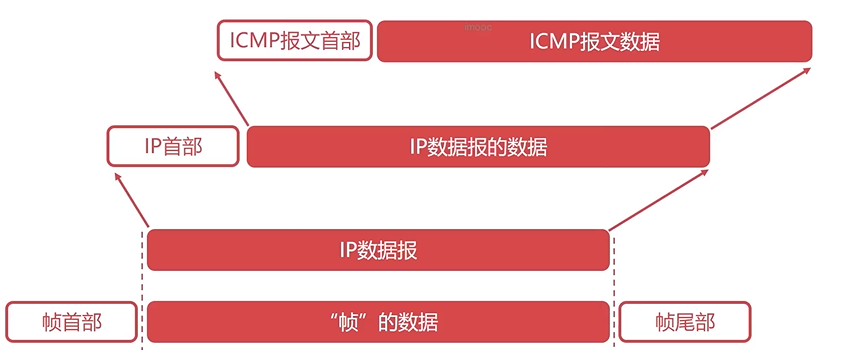 ICMP报文首部
ICMP报文数据
IP首部
IP数据报的数据
IP数据报
帧首部
“帧”的数据
帧尾部